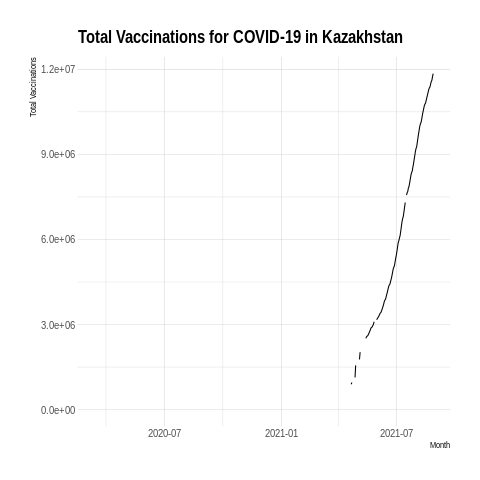 Total Vaccinations for COVID-19 in Kazakhstan
Total Vaccinations
1.2e+07
9.0e+06
6.0e+06
3.0e+06
0.0e+00
2020-07 2021-01 2021-07
Month